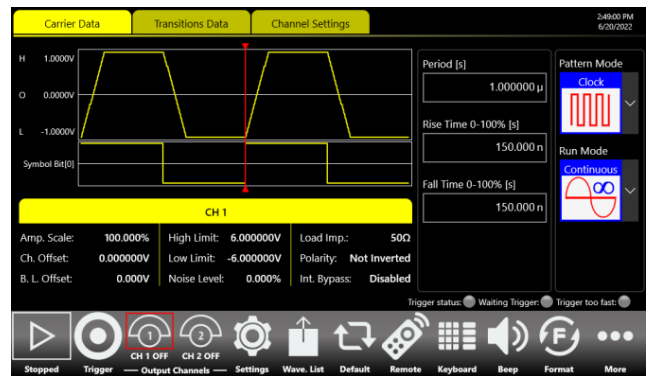 Carrier Data
Transitions Data
Channel Settings
2:49:00 PM
6/20/2022
H 1.0000V
O 0.0000V
L -1.0000V
Symbol Bit[0]
Period [s]
1.000000 µ
Rise Time 0-100% [s]
150.000 n
Fall Time 0-100% [s]
150.000 n
Pattern Mode
Clock
Run Mode
Continuous
∞
CH 1
Amp. Scale: 100.000% High Limit: 6.000000V Load Imp.: 50Ω
Ch. Offset: 0.000000V Low Limit: -6.000000V Polarity: Not Inverted
B. L. Offset: 0.000V Noise Level: 0.000% Int. Bypass: Disabled
Trigger status: Waiting Trigger: Trigger too fast:
1 2 F
CH 1 OFF CH 2 OFF
Stopped Trigger Output Channels Settings Wave. List Default Remote Keyboard Beep Format More